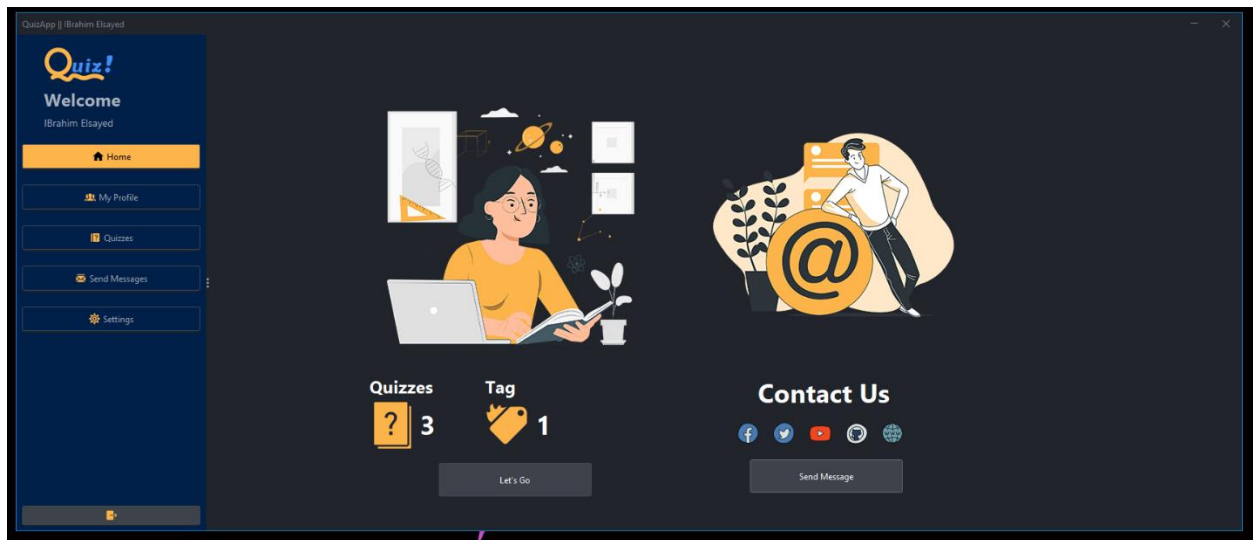 QuizApp || IBrahim Elsayed
Quiz!
Welcome
IBrahim Elsayed
Home
My Profile
Quizzes
Send Messages
Settings
Quizzes
Tag
? 3
1
Let's Go
@
Contact Us
Send Message